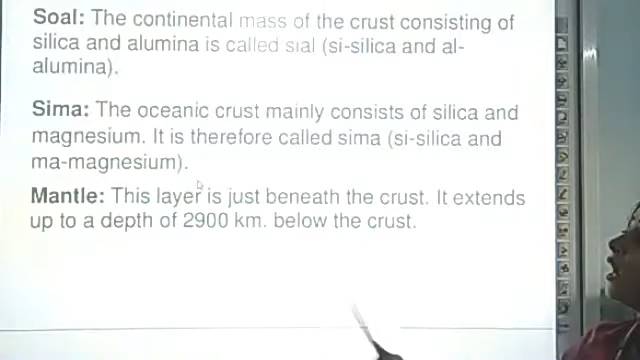 Soal: The continental mass of the crust consisting of
silica and alumina is called sial (si-silica and al-
alumina).
Sima: The oceanic crust mainly consists of silica and
magnesium. It is therefore called sima (si-silica and
ma-magnesium).
Mantle: This layer is just beneath the crust. It extends
up to a depth of 2900 km. below the crust.